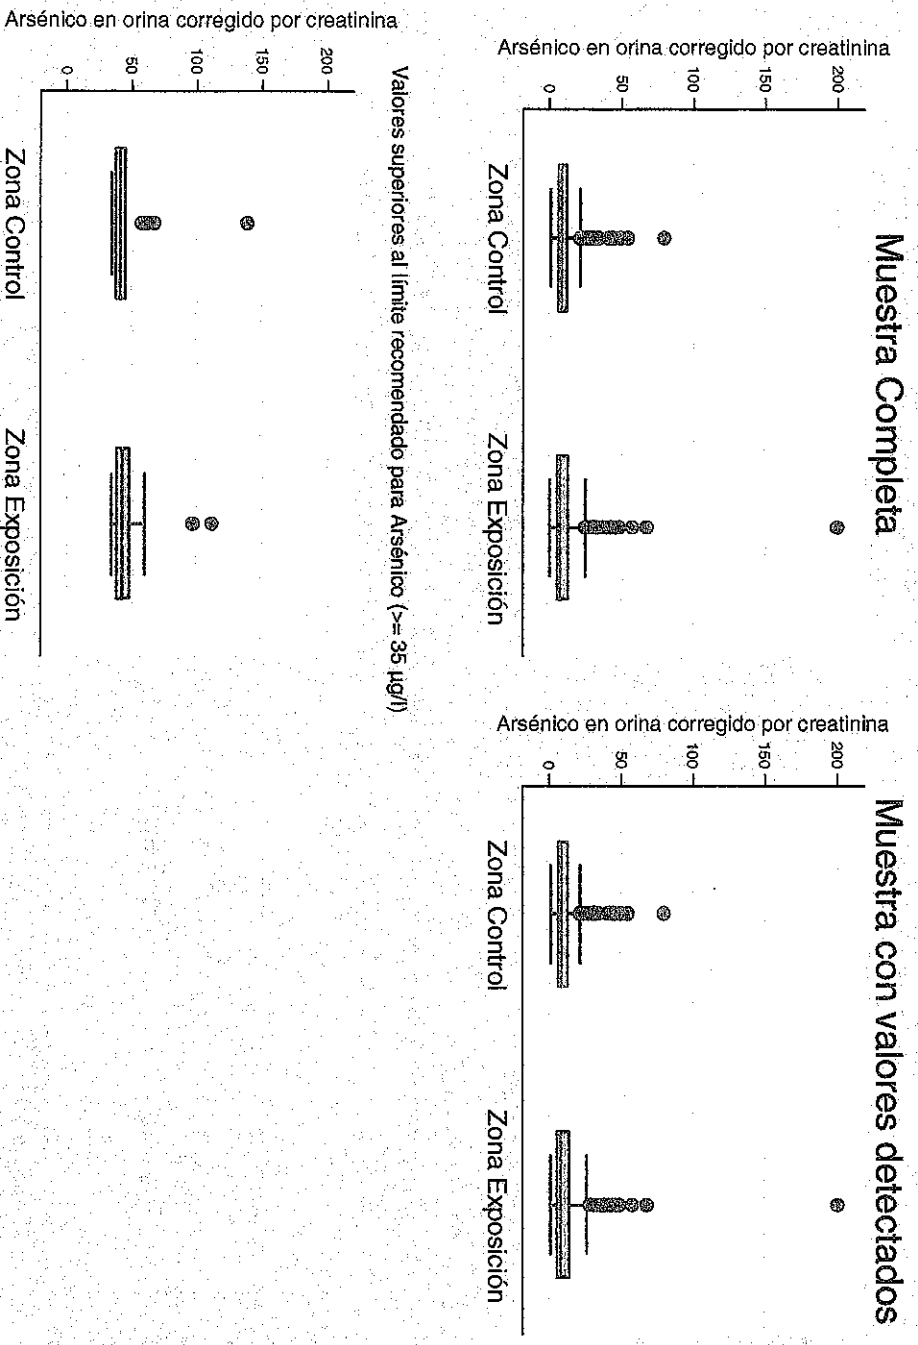 Muestra Completa
Arsénico en orina corregido por creatinina
0
50
100
150
200
Zona Control
Zona Exposición
Muestra con valores detectados
Arsénico en orina corregido por creatinina
0
50
100
150
200
Zona Control
Zona Exposición
Valores superiores al límite recomendado para Arsénico (>= 35 µg/l)
Arsénico en orina corregido por creatinina
0
50
100
150
200
Zona Control
Zona Exposición